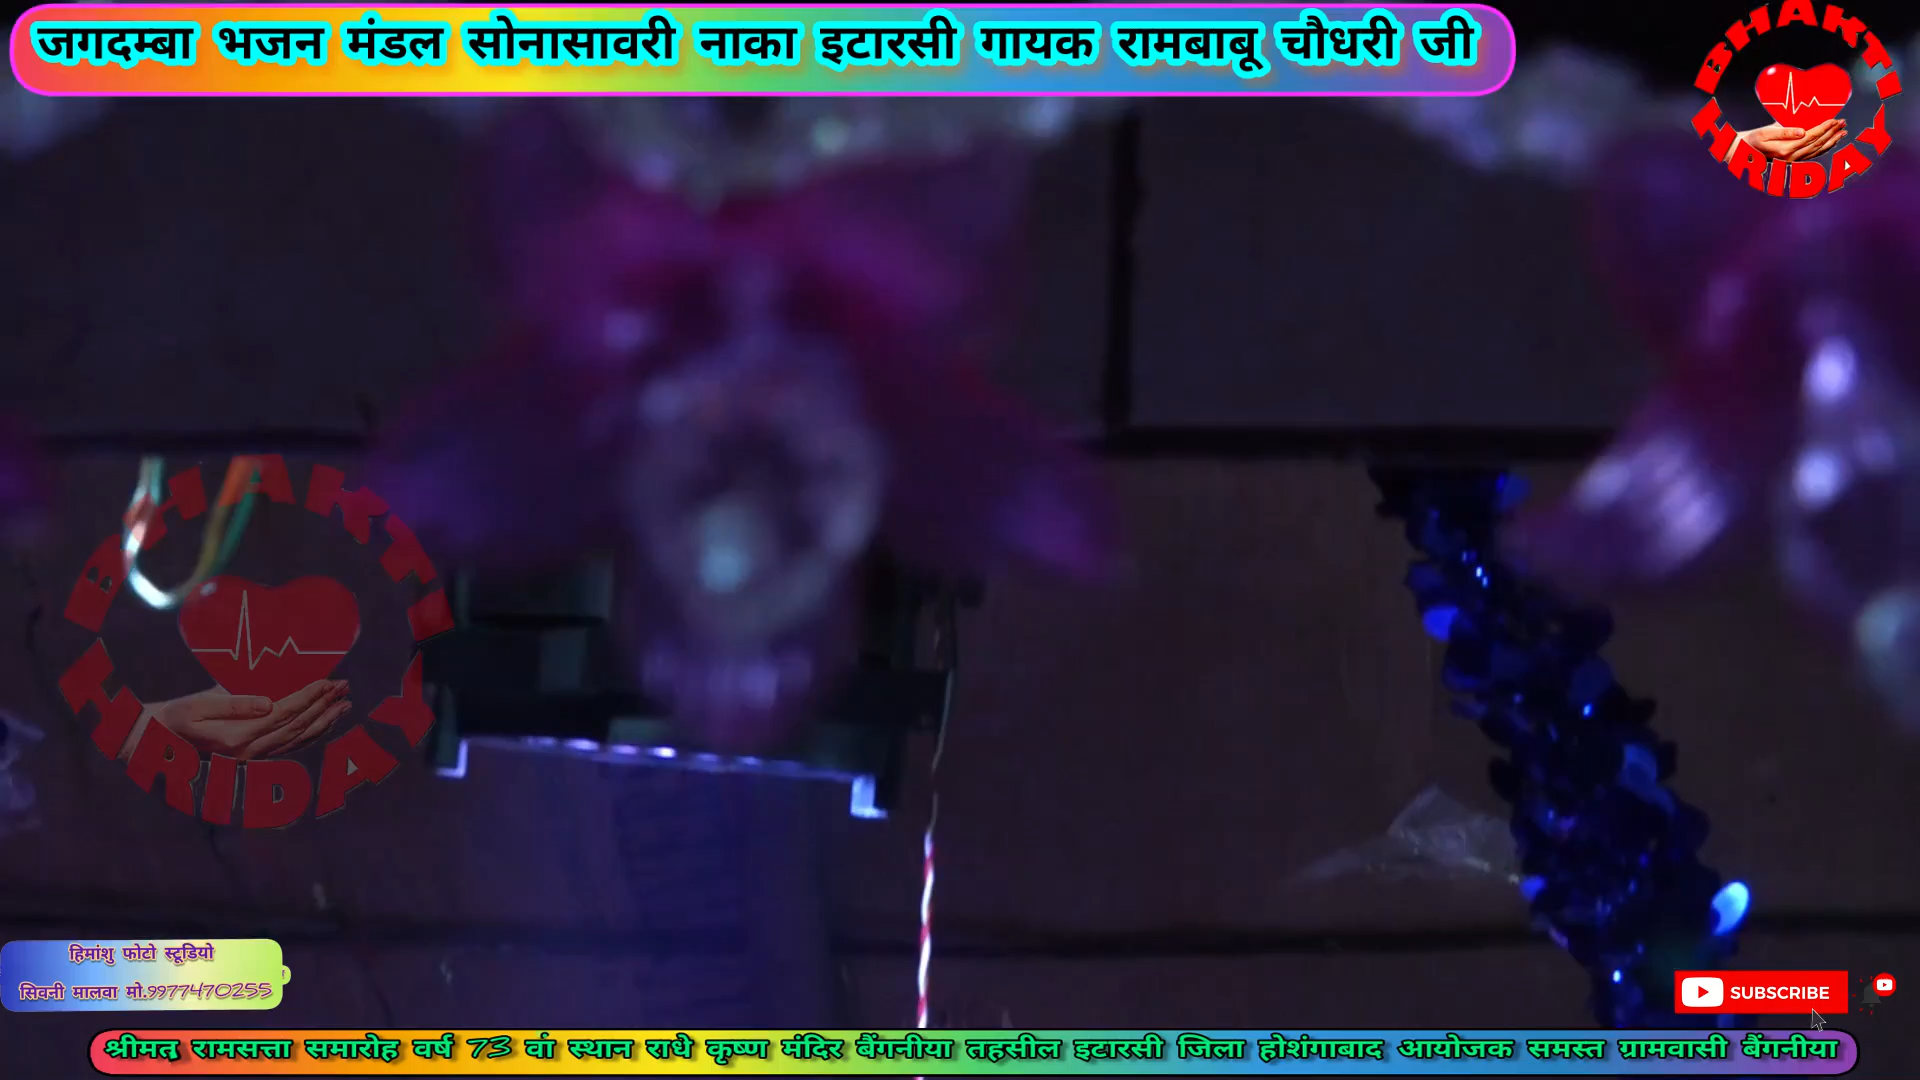 जगदम्बा भजन मंडल सोनासावरी नाका इटारसी गायक रामबाबू चौधरी जी
BHAKTI
HRIDAY
BHAKTI
HRIDAY
हिमांशु फोटो स्टूडियो
सिवनी मालवा मो.9977470255
SUBSCRIBE
श्रीमत् रामसत्ता समारोह वर्ष 73 वां स्थान राधे कृष्ण मंदिर बैंगनीया तहसील इटारसी जिला होशंगाबाद आयोजक समस्त ग्रामवासी बैंगनीया